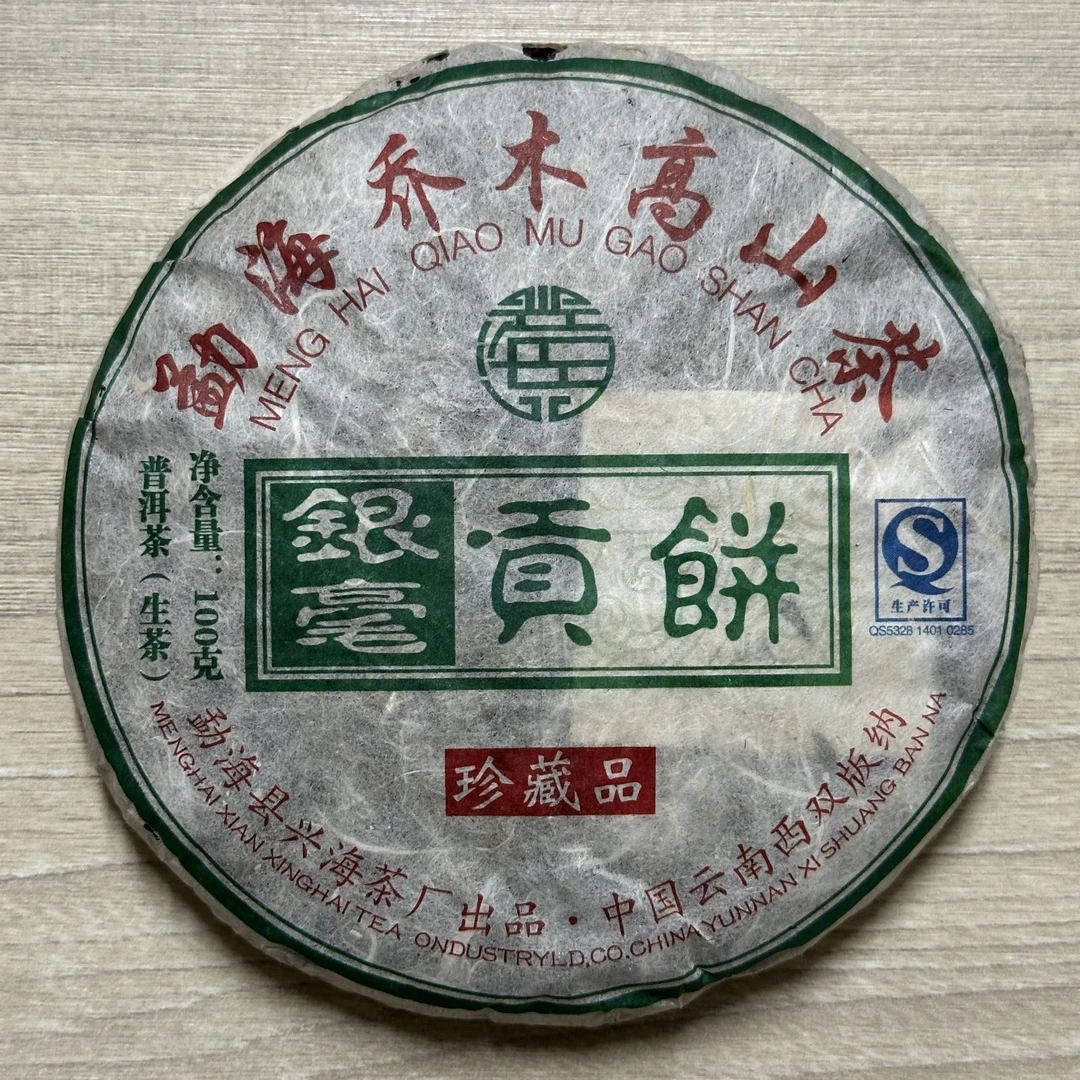 勐海乔木高山茶
MENG HAI QIAO MU GAO SHAN CHA
净含量：100克
普洱茶（生茶）
銀毫貢餅
S
生产许可
QS5328 1401 0285
珍藏品
勐海县兴海茶厂出品·中国云南西双版纳
MENGHAI XIAN XINGHAI TEA ONDUSTRYLD,CO.CHINA YUNNAN XI SHUANG BAN NA